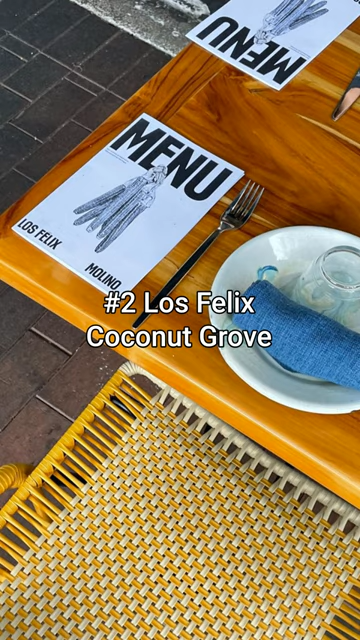 MENU
MENU
LOS FELIX
MOLINO
#2 Los Felix
Coconut Grove